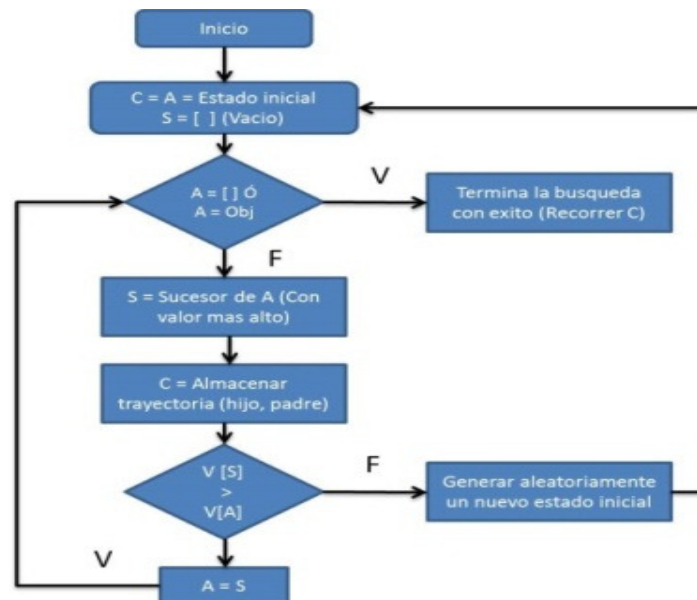 Inicio
C = A = Estado inicial
S = [ ] (Vacio)
A = [ ] Ó
A = Obj
V
Termina la busqueda
con exito (Recorrer C)
F
S = Sucesor de A (Con
valor mas alto)
C = Almacenar
trayectoria (hijo, padre)
V [S]
>
V[A]
F
Generar aleatoriamente
un nuevo estado inicial
V
A = S